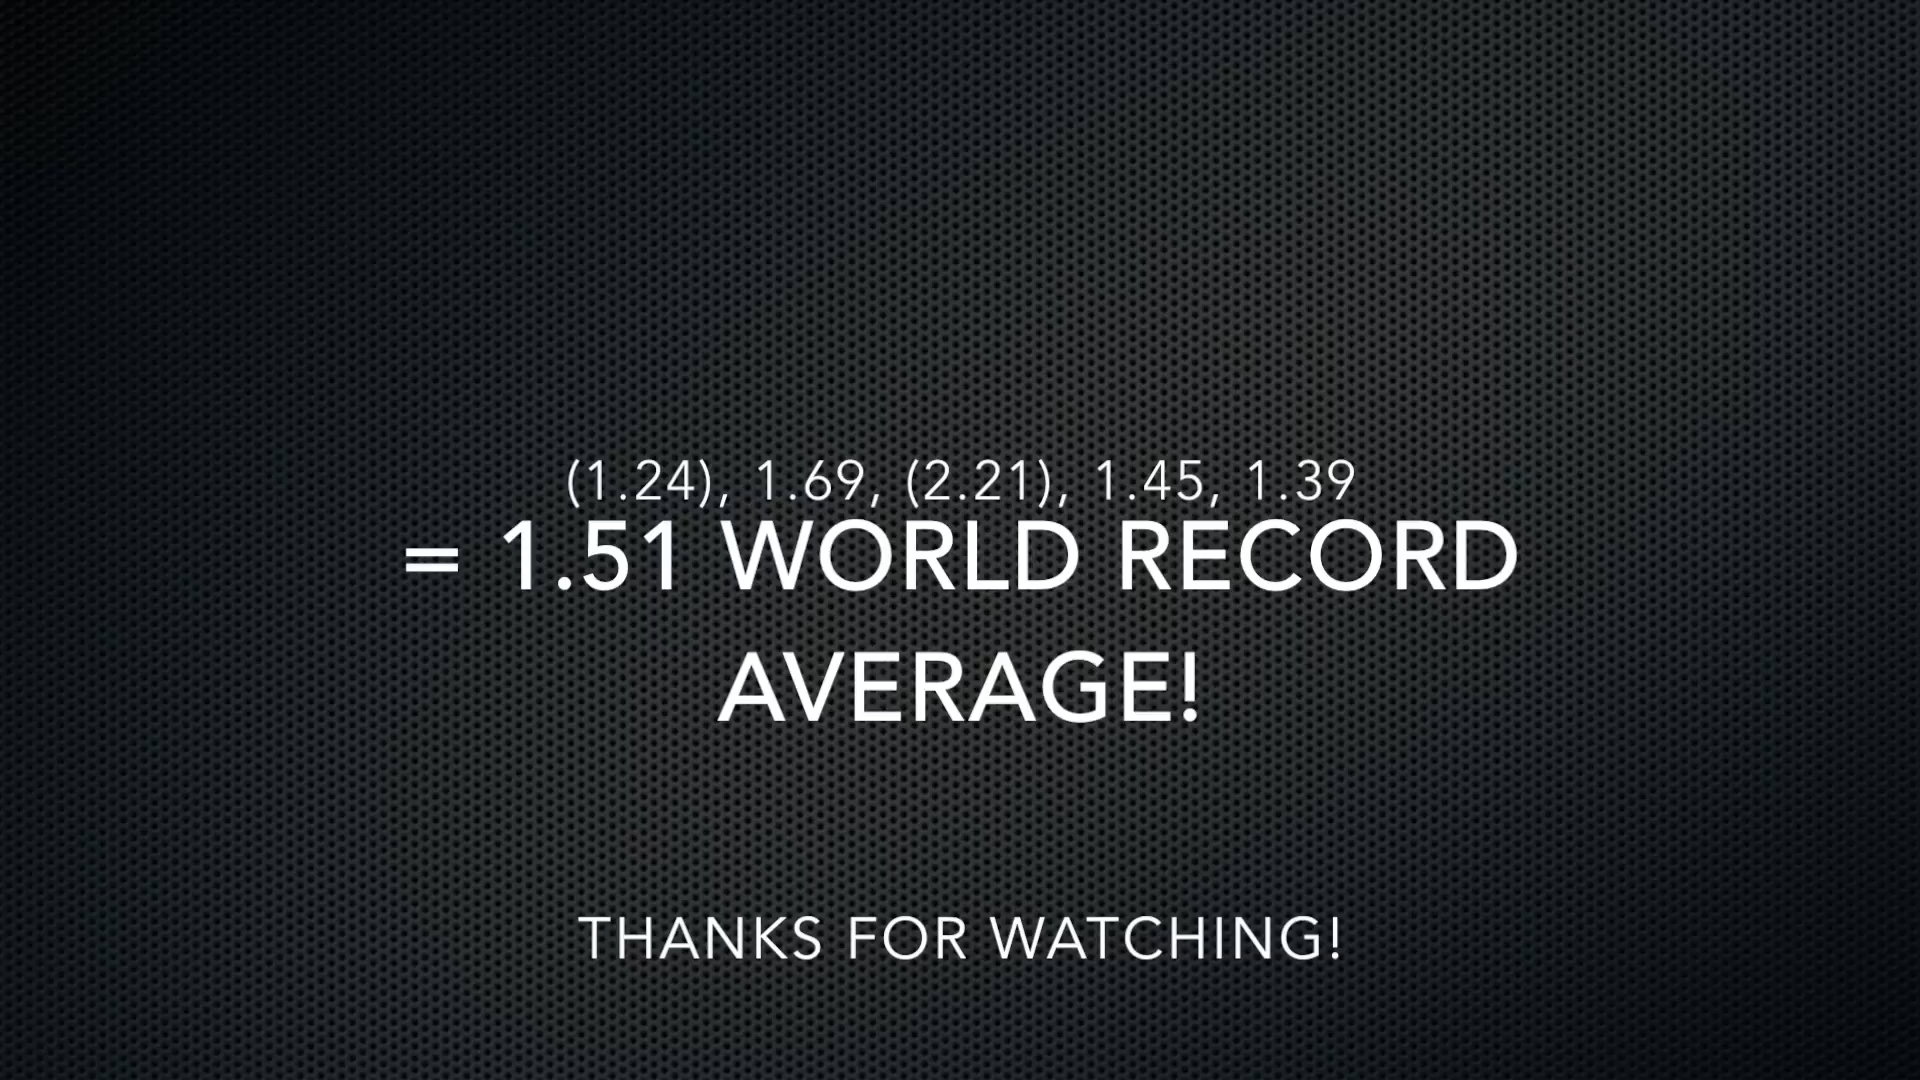 (1.24), 1.69, (2.21), 1.45, 1.39
= 1.51 WORLD RECORD
AVERAGE!
THANKS FOR WATCHING!